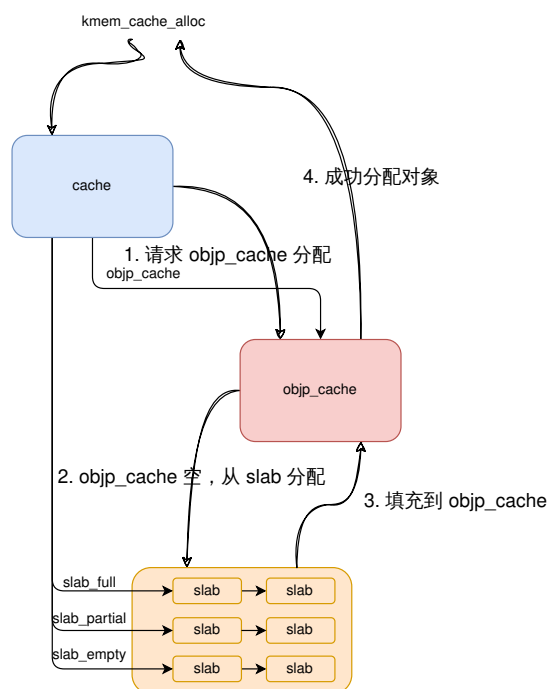 kmem_cache_alloc
cache
4. 成功分配对象
1. 请求 objp_cache 分配
objp_cache
objp_cache
2. objp_cache 空，从 slab 分配
3. 填充到 objp_cache
slab_full
slab
slab
slab_partial
slab
slab
slab_empty
slab
slab